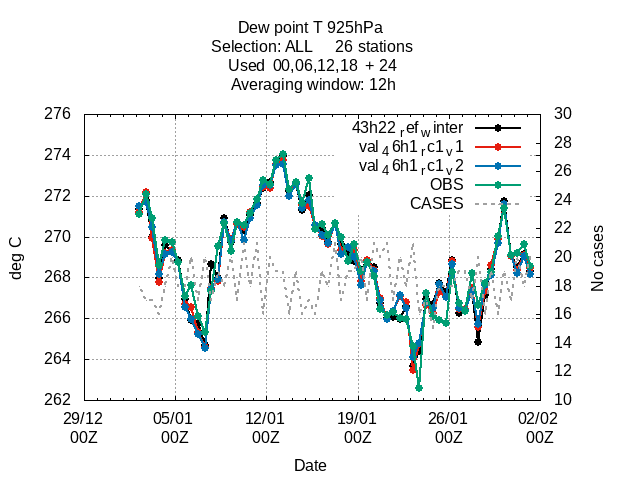 Dew point T 925hPa
Selection: ALL 26 stations
Used 00,06,12,18 + 24
Averaging window: 12h
276 30
43h22_ref_winter
28
val_46h1_rc1_v1
274
val_46h1_rc1_v2
26
OBS
CASES
272 24
22
270
20
268
18
266
16
264
14
12
262 10
deg C
No cases
29/12 05/01 12/01 19/01 26/01 02/02
00Z 00Z 00Z 00Z 00Z 00Z
Date